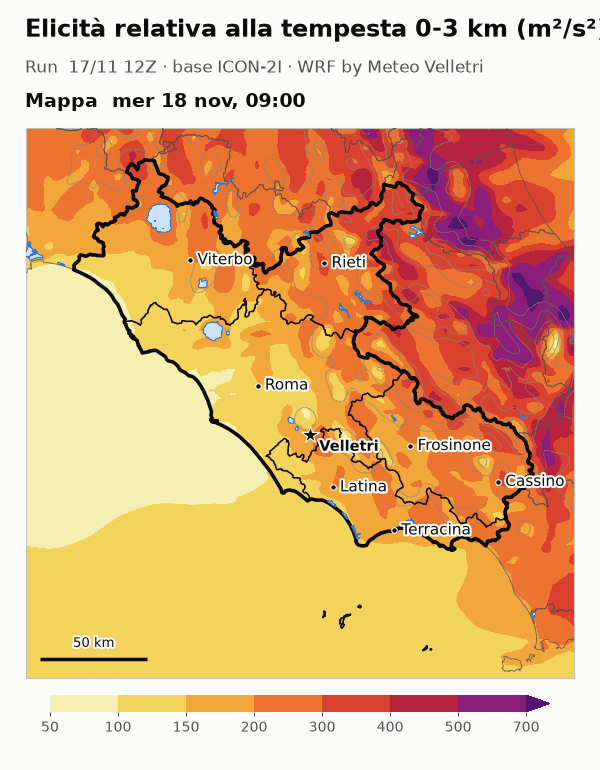 Elicità relativa alla tempesta 0-3 km (m²/s²)
Run 17/11 12Z · base ICON-2I · WRF by Meteo Velletri
Mappa mer 18 nov, 09:00
Viterbo
Rieti
Roma
Velletri
Frosinone
Latina
Cassino
Terracina
50 km
50 100 150 200 300 400 500 700